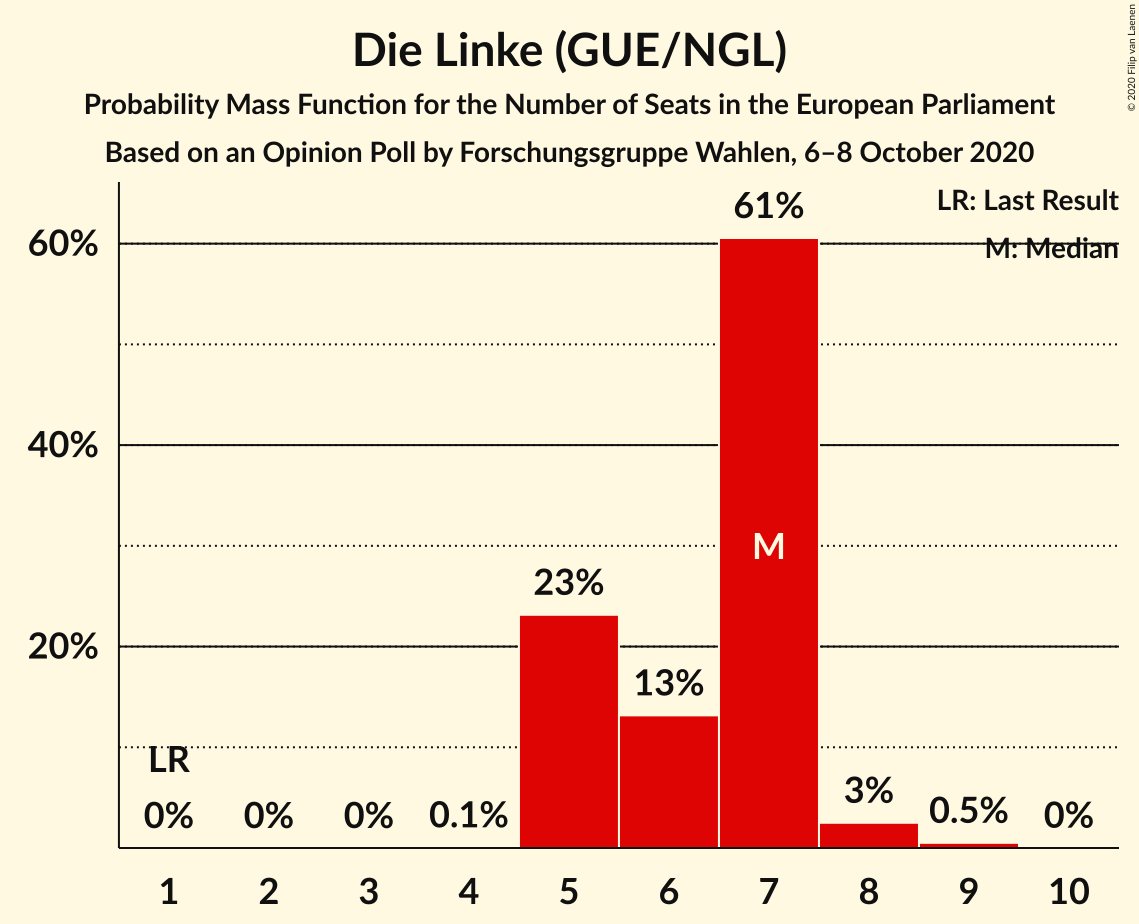 Die Linke (GUE/NGL)
Probability Mass Function for the Number of Seats in the European Parliament
Based on an Opinion Poll by Forschungsgruppe Wahlen, 6–8 October 2020
© 2020 Filip van Laenen
LR: Last Result
M: Median
61%
60%
40%
M
23%
20%
13%
LR
0%
0%
0%
0.1%
3%
0.5%
0%
1 2 3 4 5 6 7 8 9 10